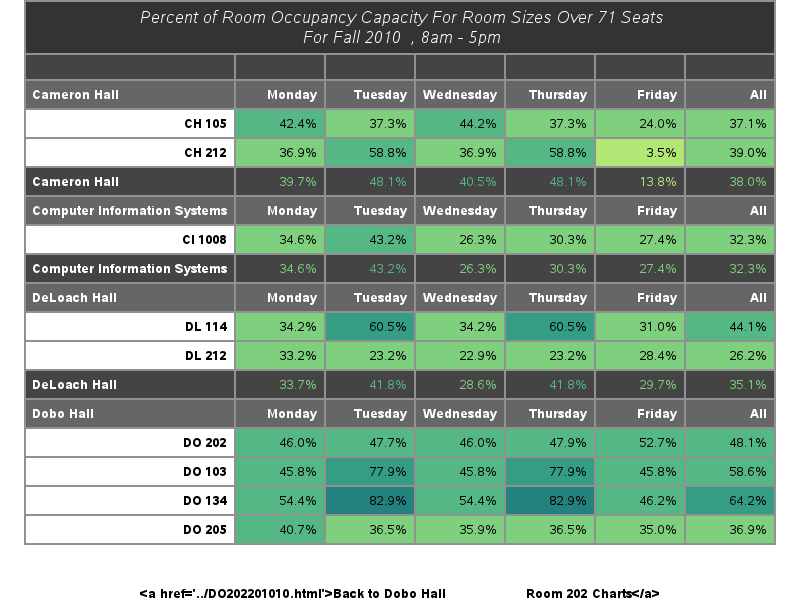 Percent of Room Occupancy Capacity For Room Sizes Over 71 Seats
For Fall 2010 , 8am - 5pm
Cameron Hall Monday Tuesday Wednesday Thursday Friday All
CH 105 42.4% 37.3% 44.2% 37.3% 24.0% 37.1%
CH 212 36.9% 58.8% 36.9% 58.8% 3.5% 39.0%
Cameron Hall 39.7% 48.1% 40.5% 48.1% 13.8% 38.0%
Computer Information Systems Monday Tuesday Wednesday Thursday Friday All
CI 1008 34.6% 43.2% 26.3% 30.3% 27.4% 32.3%
Computer Information Systems 34.6% 43.2% 26.3% 30.3% 27.4% 32.3%
DeLoach Hall Monday Tuesday Wednesday Thursday Friday All
DL 114 34.2% 60.5% 34.2% 60.5% 31.0% 44.1%
DL 212 33.2% 23.2% 22.9% 23.2% 28.4% 26.2%
DeLoach Hall 33.7% 41.8% 28.6% 41.8% 29.7% 35.1%
Dobo Hall Monday Tuesday Wednesday Thursday Friday All
DO 202 46.0% 47.7% 46.0% 47.9% 52.7% 48.1%
DO 103 45.8% 77.9% 45.8% 77.9% 45.8% 58.6%
DO 134 54.4% 82.9% 54.4% 82.9% 46.2% 64.2%
DO 205 40.7% 36.5% 35.9% 36.5% 35.0% 36.9%
<a href='../DO202201010.html'>Back to Dobo Hall Room 202 Charts</a>